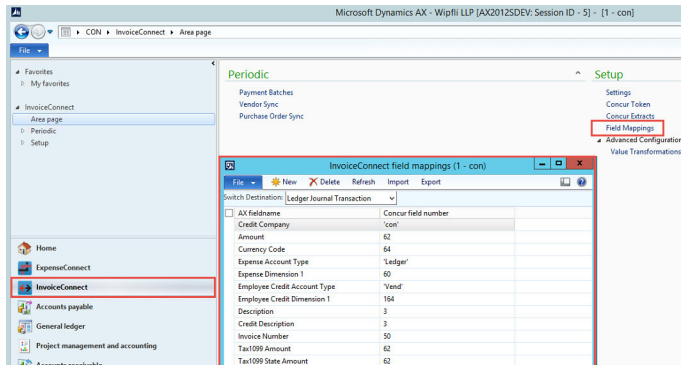 Microsoft Dynamics AX - Wipfli LLP [AX2012SDEV: Session ID - 5] - [1 - con]
CON InvoiceConnect Area page
File
Favorites
My favorites
InvoiceConnect
Area page
Periodic
Setup
Home
ExpenseConnect
InvoiceConnect
Accounts payable
General ledger
Project management and accounting
Accounts receivable
Periodic
Payment Batches
Vendor Sync
Purchase Order Sync
Setup
Settings
Concur Token
Concur Extracts
Field Mappings
Advanced Configuration
Value Transformations
InvoiceConnect field mappings (1 - con)
File New Delete Refresh Import Export
Switch Destination: Ledger Journal Transaction
AX fieldname Concur field number
Credit Company 'con'
Amount 62
Currency Code 64
Expense Account Type 'Ledger'
Expense Dimension 1 60
Employee Credit Account Type 'Vend'
Employee Credit Dimension 1 164
Description 3
Credit Description 3
Invoice Number 50
Tax1099 Amount 62
Tax1099 State Amount 62